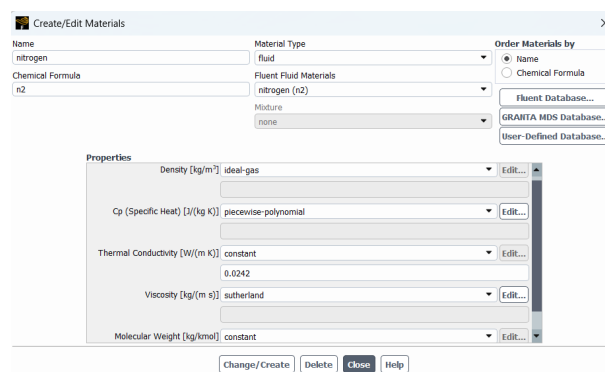 Create/Edit Materials
Name
Material Type
Order Materials by
nitrogen
fluid
Name
Chemical Formula
Fluent Fluid Materials
Chemical Formula
n2
nitrogen (n2)
Fluent Database...
Mixture
none
GRANTA MDS Database..
User-Defined Database..
Properties
Density [kg/m³] ideal-gas Edit...
Cp (Specific Heat) [J/(kg K)] piecewise-polynomial Edit...
Thermal Conductivity [W/(m K)] constant Edit...
0.0242
Viscosity [kg/(m s)] sutherland Edit...
Molecular Weight [kg/kmol] constant Edit...
Change/Create Delete Close Help